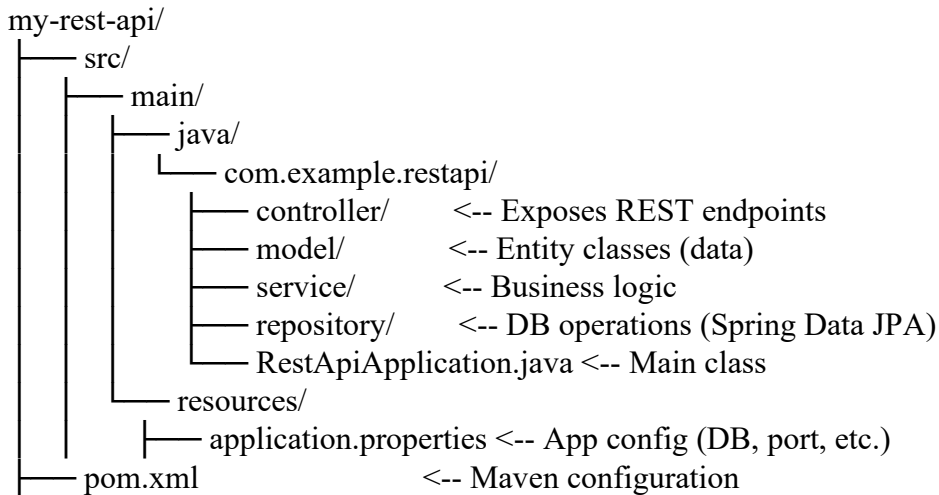 my-rest-api/
├── src/
│ ├── main/
│ │ ├── java/
│ │ │ └── com.example.restapi/
│ │ │ ├── controller/ <-- Exposes REST endpoints
│ │ │ ├── model/ <-- Entity classes (data)
│ │ │ ├── service/ <-- Business logic
│ │ │ ├── repository/ <-- DB operations (Spring Data JPA)
│ │ │ └── RestApiApplication.java <-- Main class
│ │ └── resources/
│ │ ├── application.properties <-- App config (DB, port, etc.)
├── pom.xml <-- Maven configuration